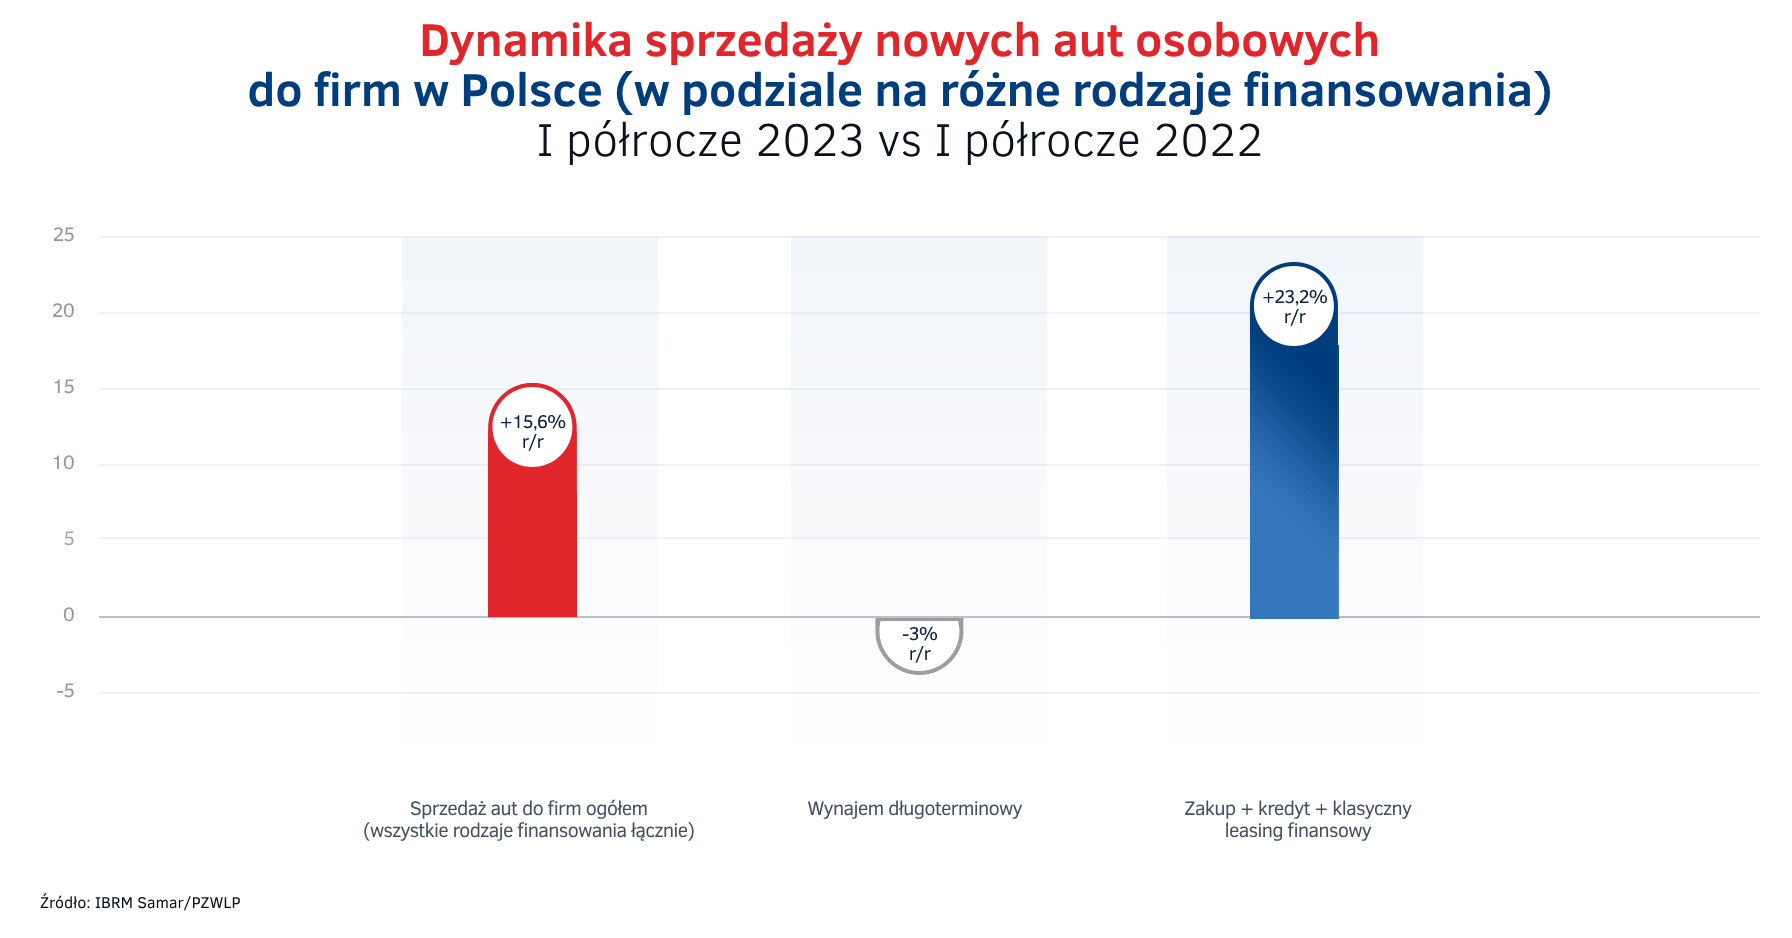 Dynamika sprzedaży nowych aut osobowych
do firm w Polsce (w podziale na różne rodzaje finansowania)
I półrocze 2023 vs I półrocze 2022
25
20
15
10
5
0
-5
+15,6%
r/r
-3%
r/r
+23,2%
r/r
Sprzedaż aut do firm ogółem
(wszystkie rodzaje finansowania łącznie)
Wynajem długoterminowy
Zakup + kredyt + klasyczny
leasing finansowy
Źródło: IBRM Samar/PZWLP